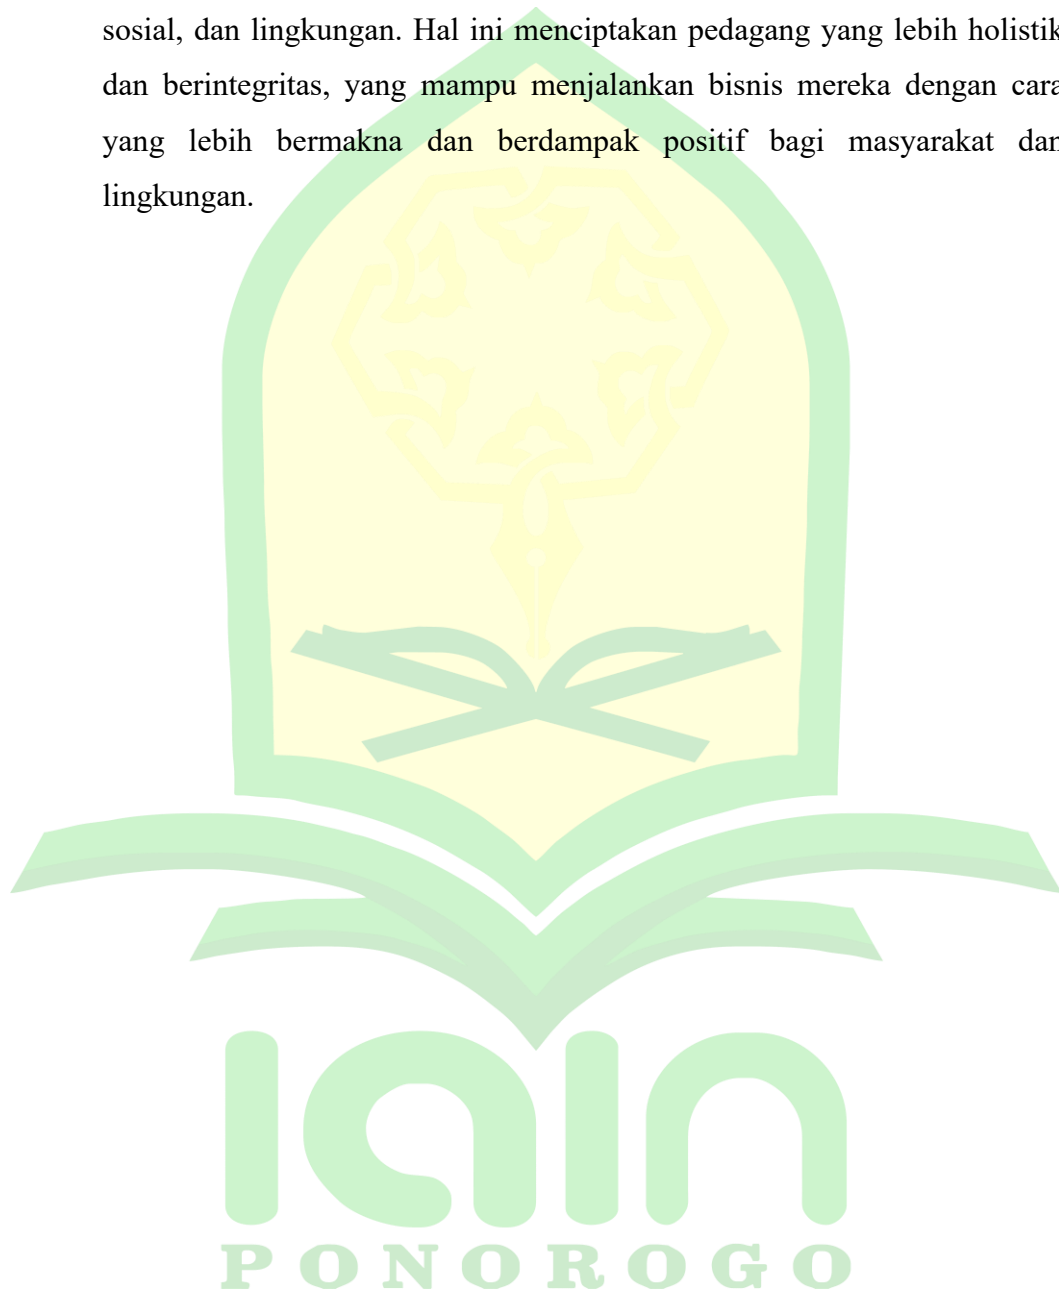 sosial, dan lingkungan. Hal ini menciptakan pedagang yang lebih holistik
dan berintegritas, yang mampu menjalankan bisnis mereka dengan cara
yang lebih bermakna dan berdampak positif bagi masyarakat dan
lingkungan.
iain
PONOROGO